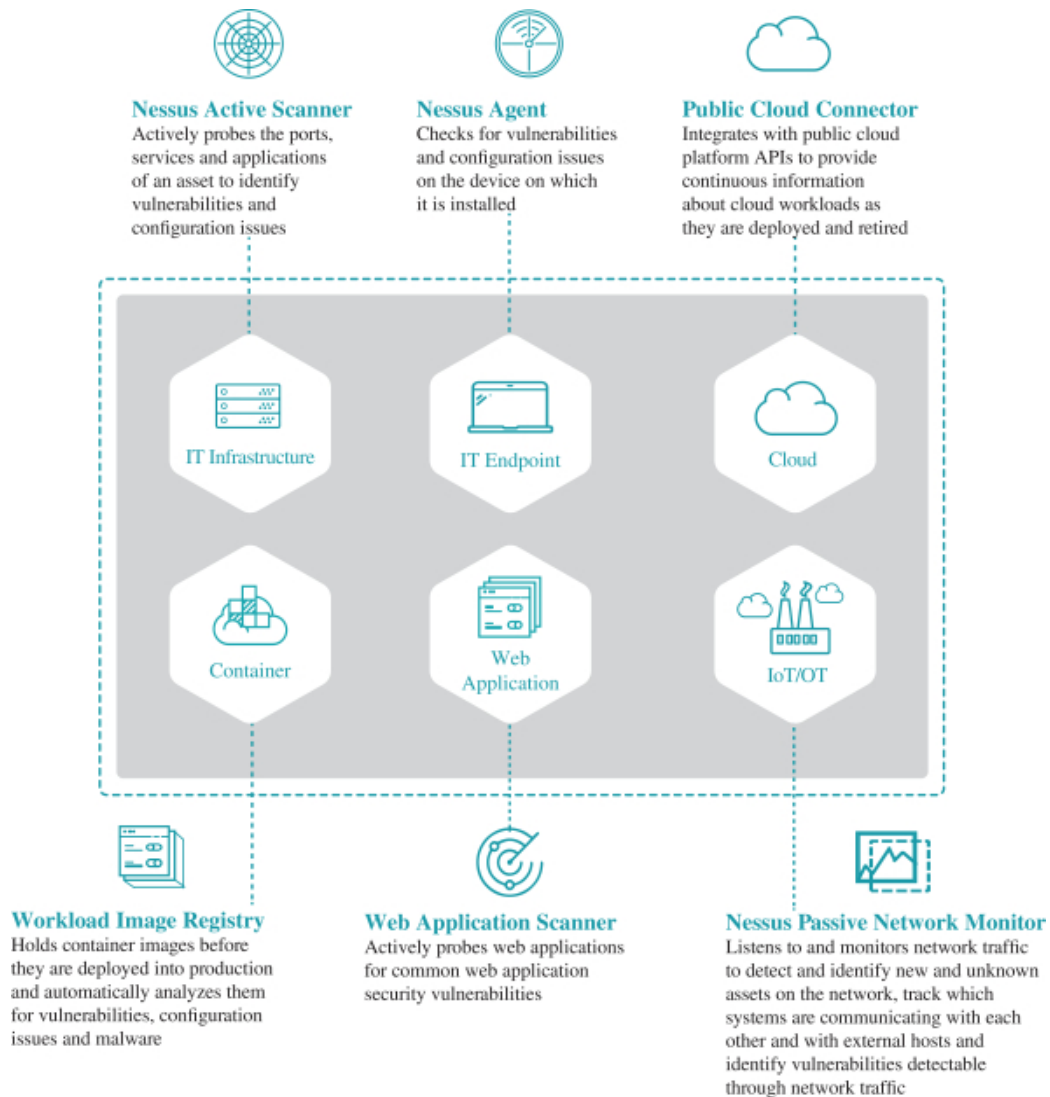 Nessus Active Scanner
Actively probes the ports,
services and applications
of an asset to identify
vulnerabilities and
configuration issues
Nessus Agent
Checks for vulnerabilities
and configuration issues
on the device on which
it is installed
Public Cloud Connector
Integrates with public cloud
platform APIs to provide
continuous information
about cloud workloads as
they are deployed and retired
IT Infrastructure
IT Endpoint
Cloud
Container
Web
Application
IoT/OT
Workload Image Registry
Holds container images before
they are deployed into production
and automatically analyzes them
for vulnerabilities, configuration
issues and malware
Web Application Scanner
Actively probes web applications
for common web application
security vulnerabilities
Nessus Passive Network Monitor
Listens to and monitors network traffic
to detect and identify new and unknown
assets on the network, track which
systems are communicating with each
other and with external hosts and
identify vulnerabilities detectable
through network traffic